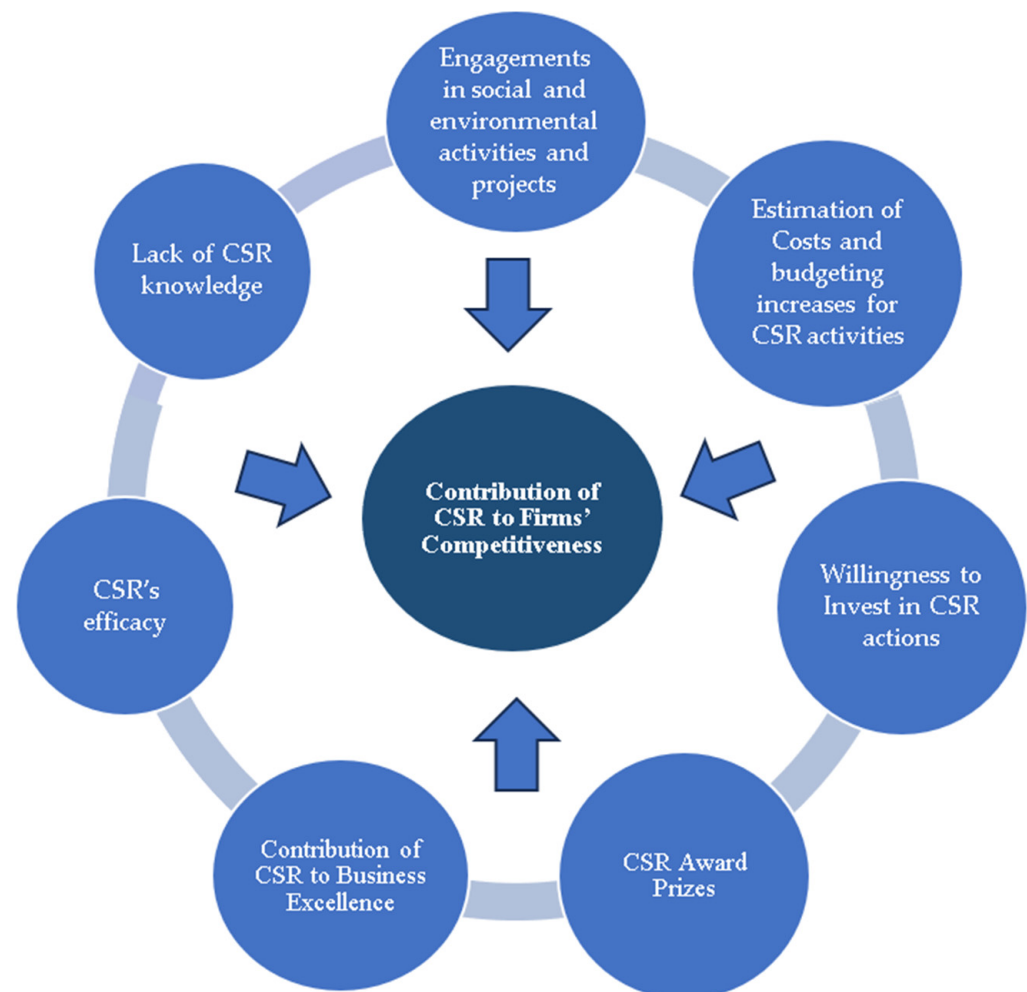 Engagements
in social and
environmental
activities and
projects
Estimation of
Costs and
budgeting
increases for
CSR activities
Willingness to
Invest in CSR
actions
CSR Award
Prizes
Contribution of
CSR to Business
Excellence
CSR's
efficacy
Lack of CSR
knowledge
Contribution of
CSR to Firms'
Competitiveness